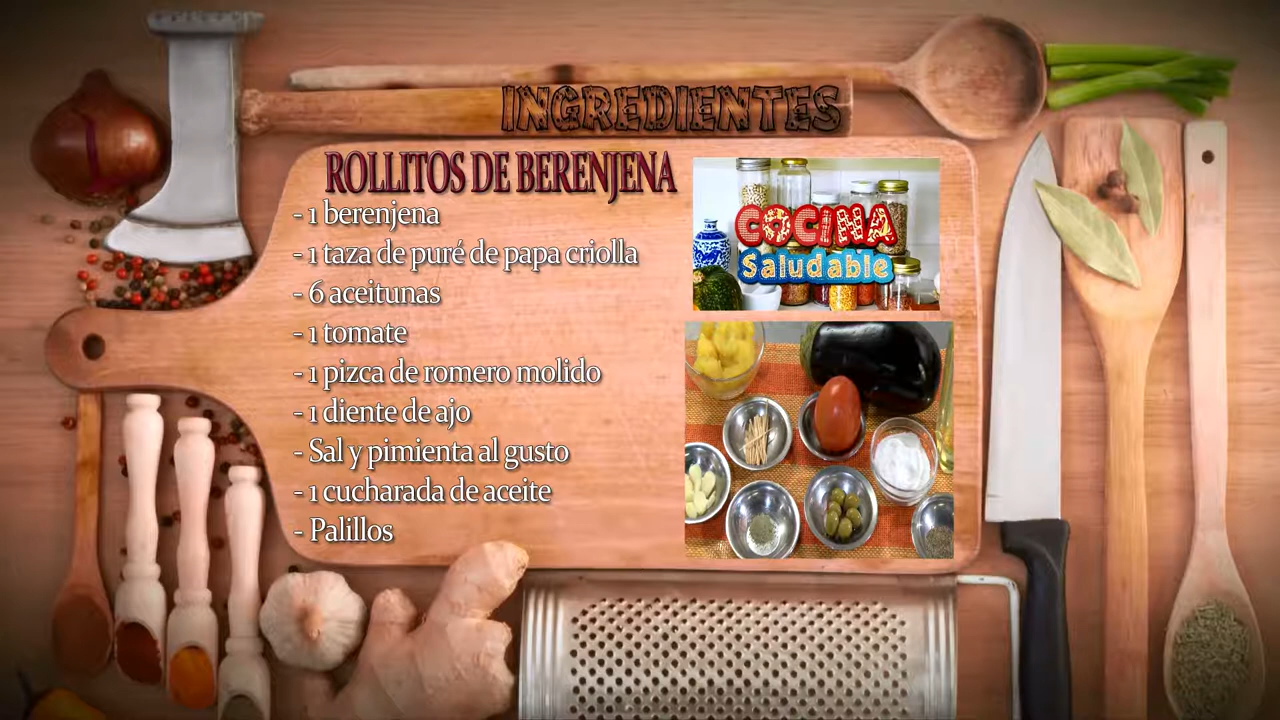 INGREDIENTES
ROLLITOS DE BERENJENA
- 1 berenjena
- 1 taza de puré de papa criolla
- 6 aceitunas
- 1 tomate
- 1 pizca de romero molido
- 1 diente de ajo
- Sal y pimienta al gusto
- 1 cucharada de aceite
- Palillos
COCINA
Saludable